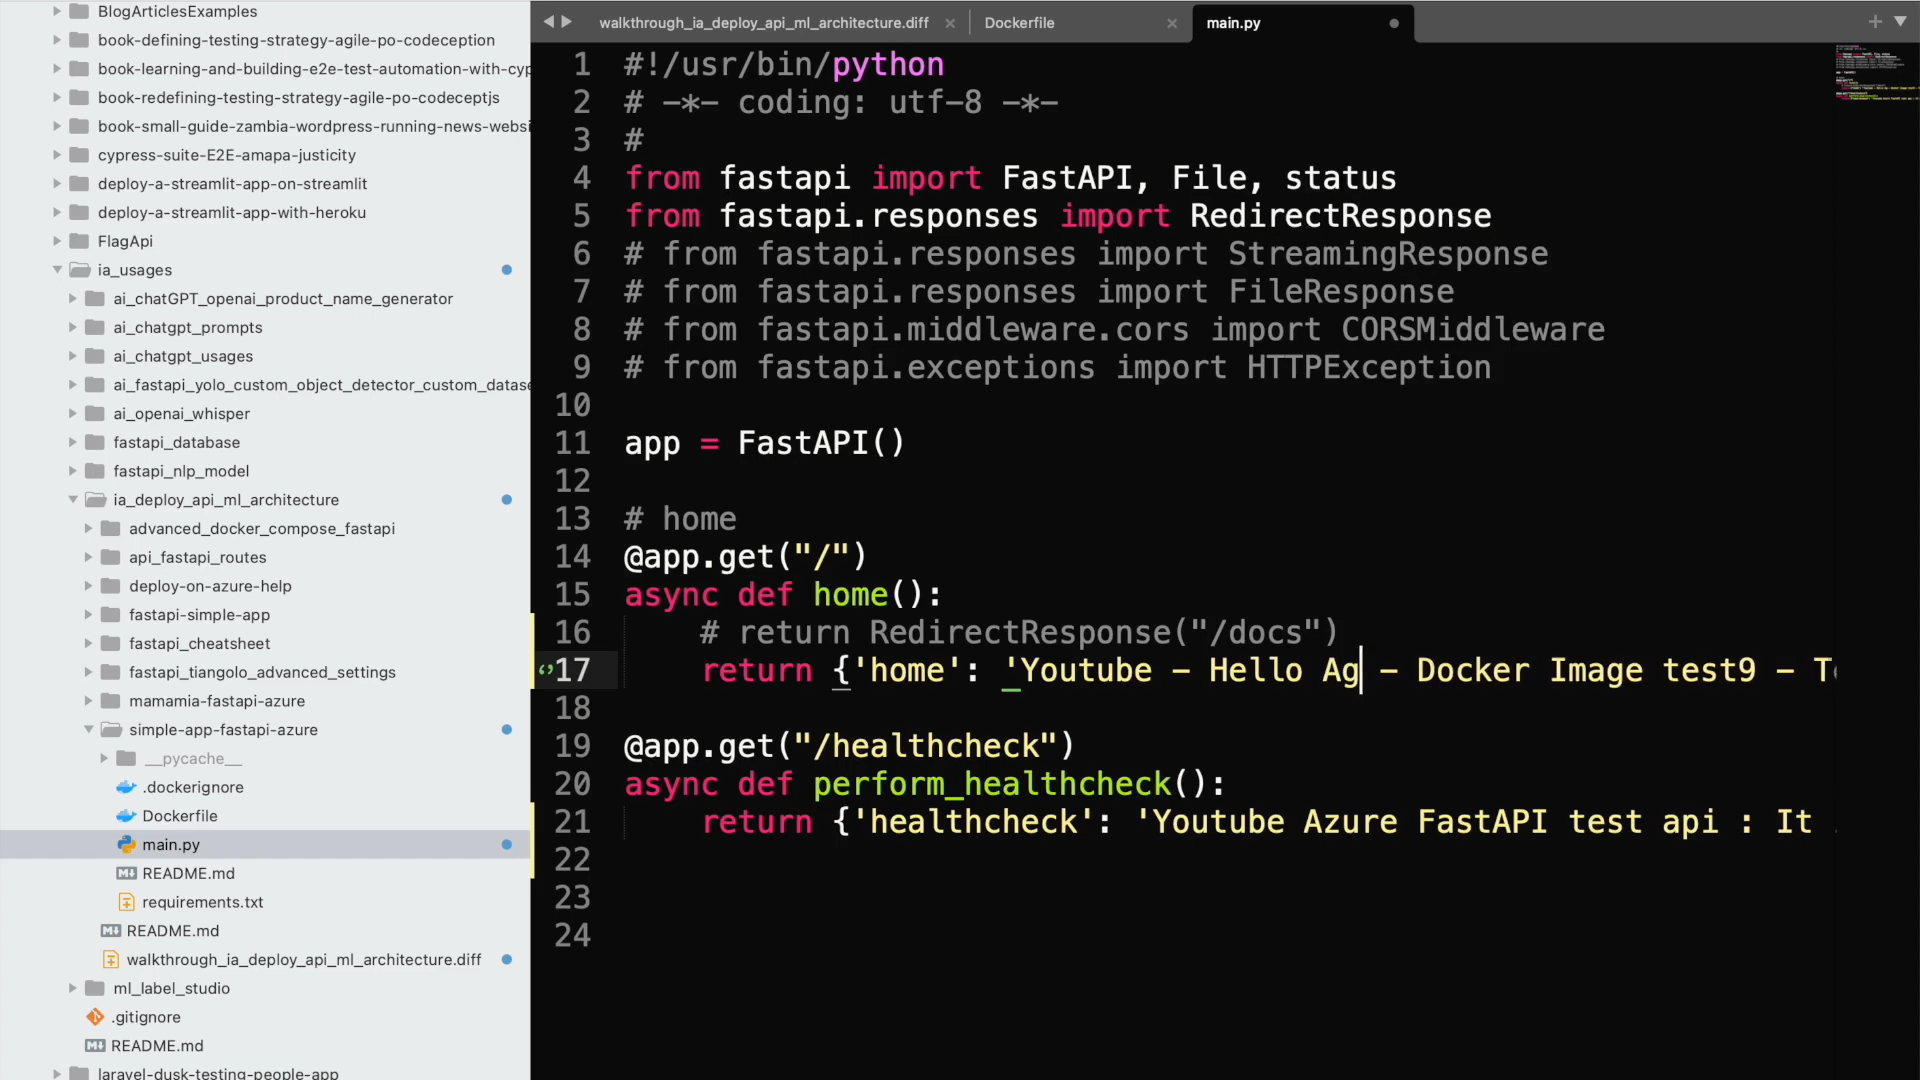 BlogArticlesExamples
book-defining-testing-strategy-agile-po-codeception
book-learning-and-building-e2e-test-automation-with-cyp
book-redefining-testing-strategy-agile-po-codeceptjs
book-small-guide-zambia-wordpress-running-news-websi
cypress-suite-E2E-amapa-justicity
deploy-a-streamlit-app-on-streamlit
deploy-a-streamlit-app-with-heroku
FlagApi
ia_usages
ai_chatGPT_openai_product_name_generator
ai_chatgpt_prompts
ai_chatgpt_usages
ai_fastapi_yolo_custom_object_detector_custom_datase
ai_openai_whisper
fastapi_database
fastapi_nlp_model
ia_deploy_api_ml_architecture
advanced_docker_compose_fastapi
api_fastapi_routes
deploy-on-azure-help
fastapi-simple-app
fastapi_cheatsheet
fastapi_tiangolo_advanced_settings
mamamia-fastapi-azure
simple-app-fastapi-azure
__pycache__
.dockerignore
Dockerfile
main.py
README.md
requirements.txt
README.md
walkthrough_ia_deploy_api_ml_architecture.diff
ml_label_studio
.gitignore
README.md
laravel-dusk-testing-people-app
walkthrough_ia_deploy_api_ml_architecture.diff
Dockerfile
main.py
1 #!/usr/bin/python
2 # -*- coding: utf-8 -*-
3 #
4 from fastapi import FastAPI, File, status
5 from fastapi.responses import RedirectResponse
6 # from fastapi.responses import StreamingResponse
7 # from fastapi.responses import FileResponse
8 # from fastapi.middleware.cors import CORSMiddleware
9 # from fastapi.exceptions import HTTPException
10
11 app = FastAPI()
12
13 # home
14 @app.get("/")
15 async def home():
16 # return RedirectResponse("/docs")
17 return {'home': 'Youtube - Hello Ag - Docker Image test9 - T
18
19 @app.get("/healthcheck")
20 async def perform_healthcheck():
21 return {'healthcheck': 'Youtube Azure FastAPI test api : It
22
23
24